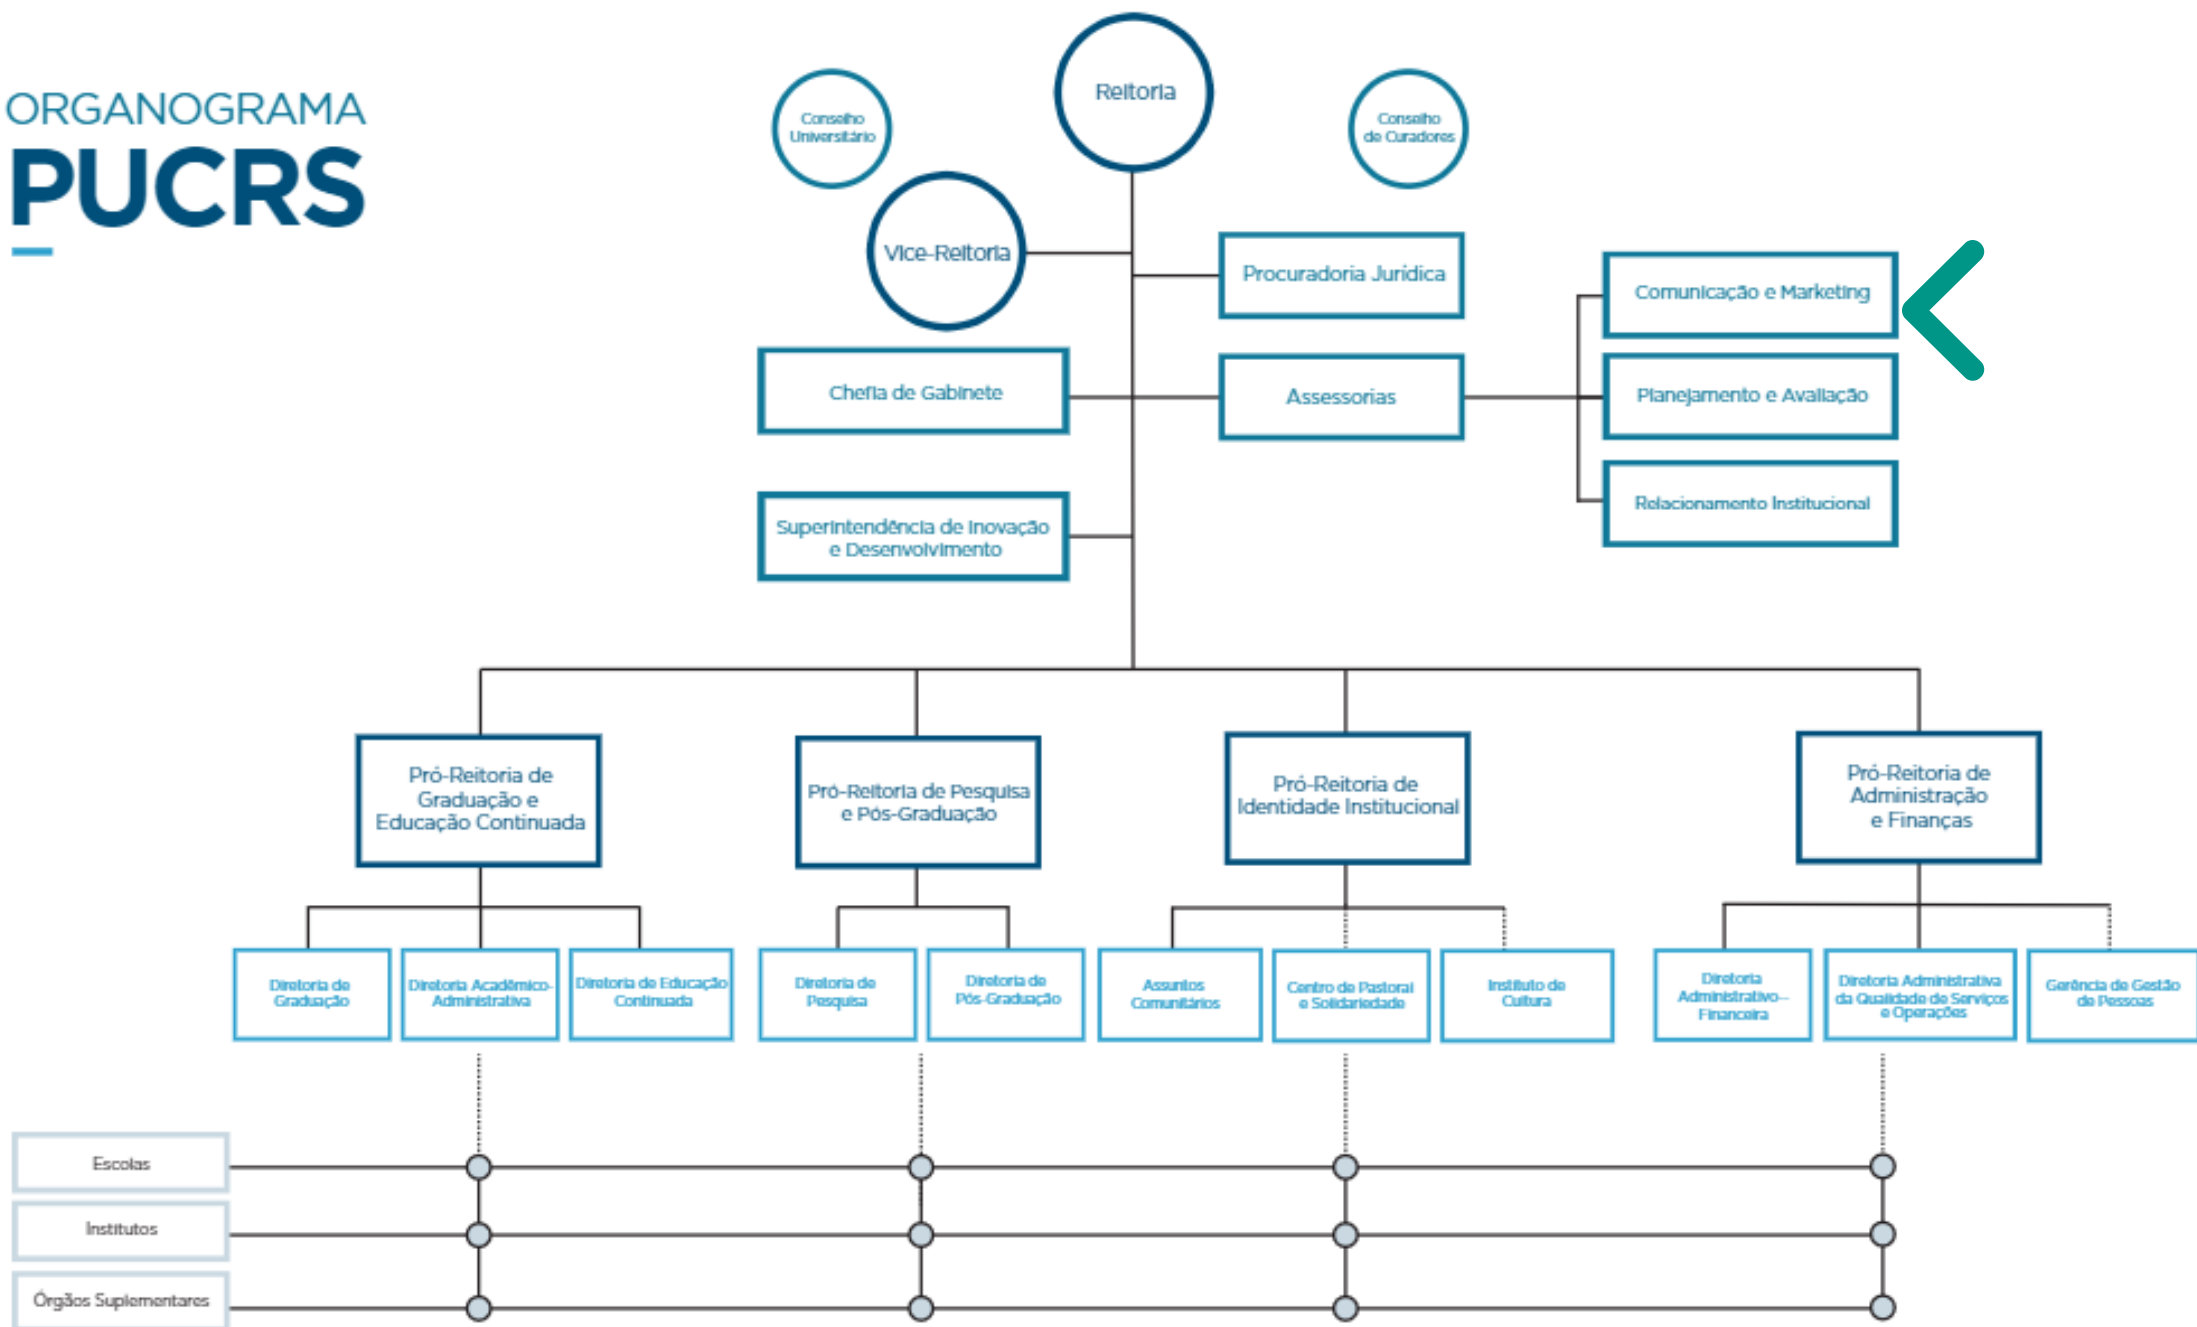 ORGANOGRAMA
PUCRS
Reitoria
Conselho
Universitário
Conselho
de Curadores
Vice-Reitoria
Procuradoria Jurídica
Comunicação e Marketing
Chefia de Gabinete
Assessorias
Planejamento e Avaliação
Relacionamento Institucional
Superintendência de Inovação
e Desenvolvimento
Pró-Reitoria de
Graduação e
Educação Continuada
Pró-Reitoria de Pesquisa
e Pós-Graduação
Pró-Reitoria de
Identidade Institucional
Pró-Reitoria de
Administração
e Finanças
Diretoria de
Graduação
Diretoria Acadêmico-
Administrativa
Diretoria de Educação
Continuada
Diretoria de
Pesquisa
Diretoria de
Pós-Graduação
Assuntos
Comunitários
Centro de Pastoral
e Solidariedade
Instituto de
Cultura
Diretoria
Administrativo-
Financeira
Diretoria Administrativa
da Qualidade de Serviços
e Operações
Gerência de Gestão
de Pessoas
Escolas
Institutos
Órgãos Suplementares